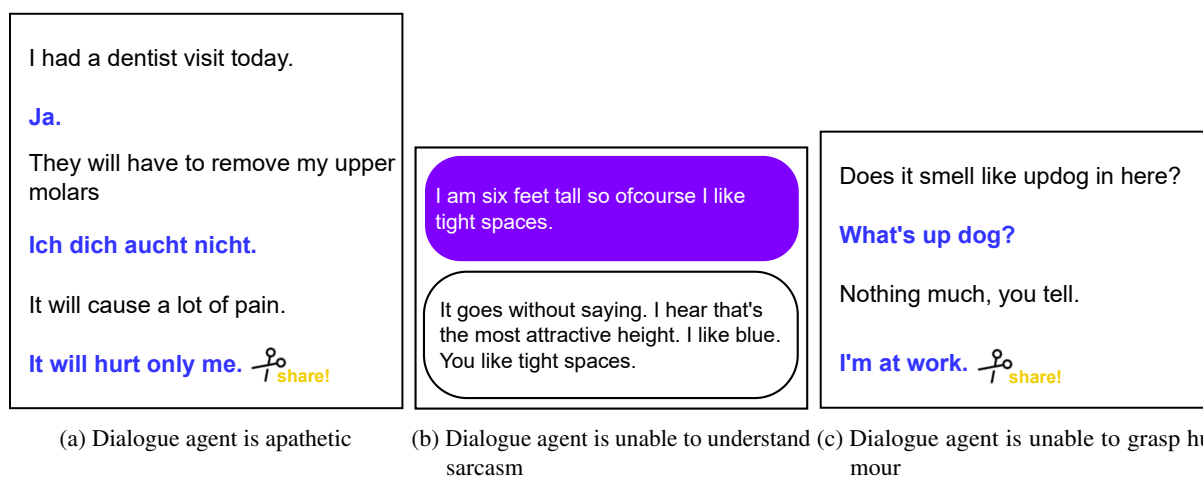 I had a dentist visit today.
Ja.
They will have to remove my upper
molars
Ich dich aucht nicht.
It will cause a lot of pain.
It will hurt only me. share!
(a) Dialogue agent is apathetic
I am six feet tall so ofcourse I like
tight spaces.
It goes without saying. I hear that's
the most attractive height. I like blue.
You like tight spaces.
(b) Dialogue agent is unable to understand
sarcasm
Does it smell like updog in here?
What's up dog?
Nothing much, you tell.
I'm at work. share!
(c) Dialogue agent is unable to grasp hu
mour